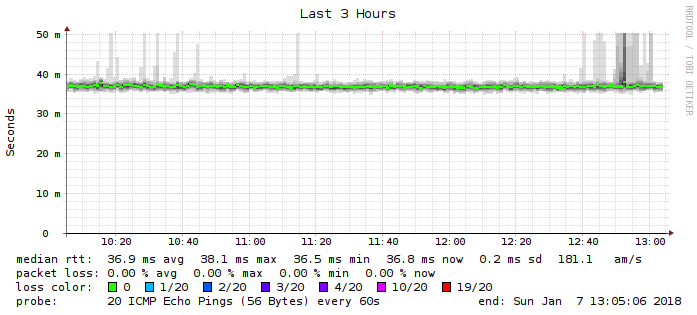 Last 3 Hours
RRDTOOL / TOBI OETIKER
Seconds
50 m
40 m
30 m
20 m
10 m
0
10:20 10:40 11:00 11:20 11:40 12:00 12:20 12:40 13:00
median rtt: 36.9 ms avg 38.1 ms max 36.5 ms min 36.8 ms now 0.2 ms sd 181.1 am/s
packet loss: 0.00 % avg 0.00 % max 0.00 % min 0.00 % now
loss color: 0 1/20 2/20 3/20 4/20 10/20 19/20
probe: 20 ICMP Echo Pings (56 Bytes) every 60s end: Sun Jan 7 13:05:06 2018